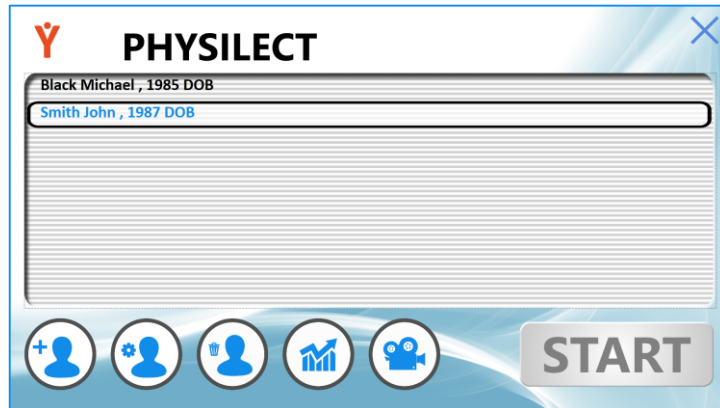 PHYSILECT
Black Michael , 1985 DOB
Smith John , 1987 DOB
START